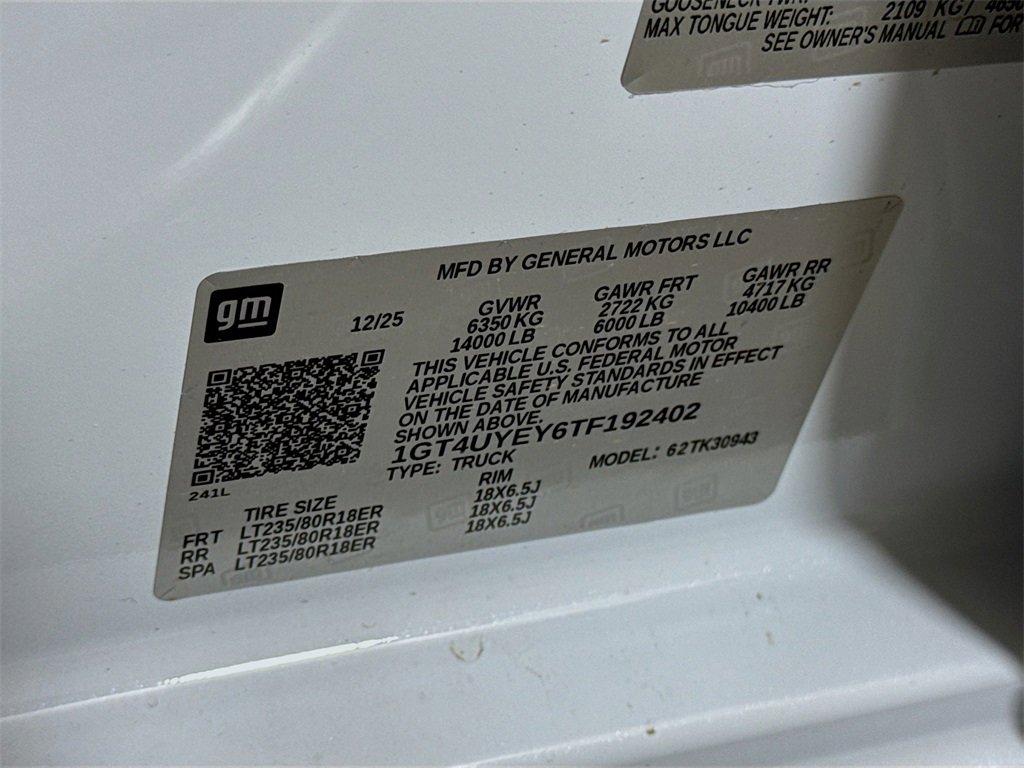 GOOSENECK TWR:
MAX TONGUE WEIGHT: 2109 KG / 4650
SEE OWNER'S MANUAL FOR
MFD BY GENERAL MOTORS LLC
gm
12/25
GVWR GAWR FRT GAWR RR
6350 KG 2722 KG 4717 KG
14000 LB 6000 LB 10400 LB
THIS VEHICLE CONFORMS TO ALL
APPLICABLE U.S. FEDERAL MOTOR
VEHICLE SAFETY STANDARDS IN EFFECT
ON THE DATE OF MANUFACTURE
SHOWN ABOVE.
1GT4UYEY6TF192402
TYPE: TRUCK MODEL: 62TK30943
241L
TIRE SIZE RIM
FRT LT235/80R18ER 18X6.5J
RR LT235/80R18ER 18X6.5J
SPA LT235/80R18ER 18X6.5J